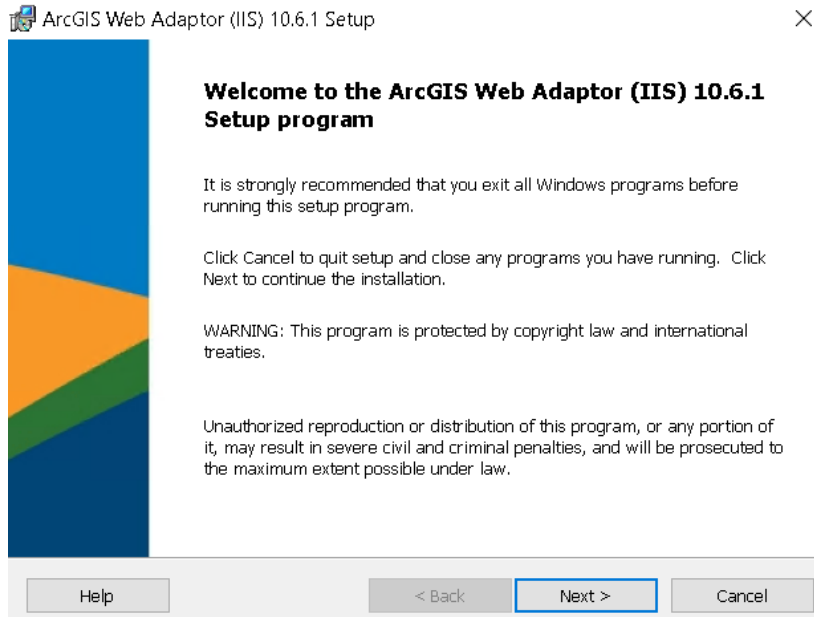 ArcGIS Web Adaptor (IIS) 10.6.1 Setup
Welcome to the ArcGIS Web Adaptor (IIS) 10.6.1
Setup program
It is strongly recommended that you exit all Windows programs before
running this setup program.
Click Cancel to quit setup and close any programs you have running. Click
Next to continue the installation.
WARNING: This program is protected by copyright law and international
treaties.
Unauthorized reproduction or distribution of this program, or any portion of
it, may result in severe civil and criminal penalties, and will be prosecuted to
the maximum extent possible under law.
Help < Back Next > Cancel